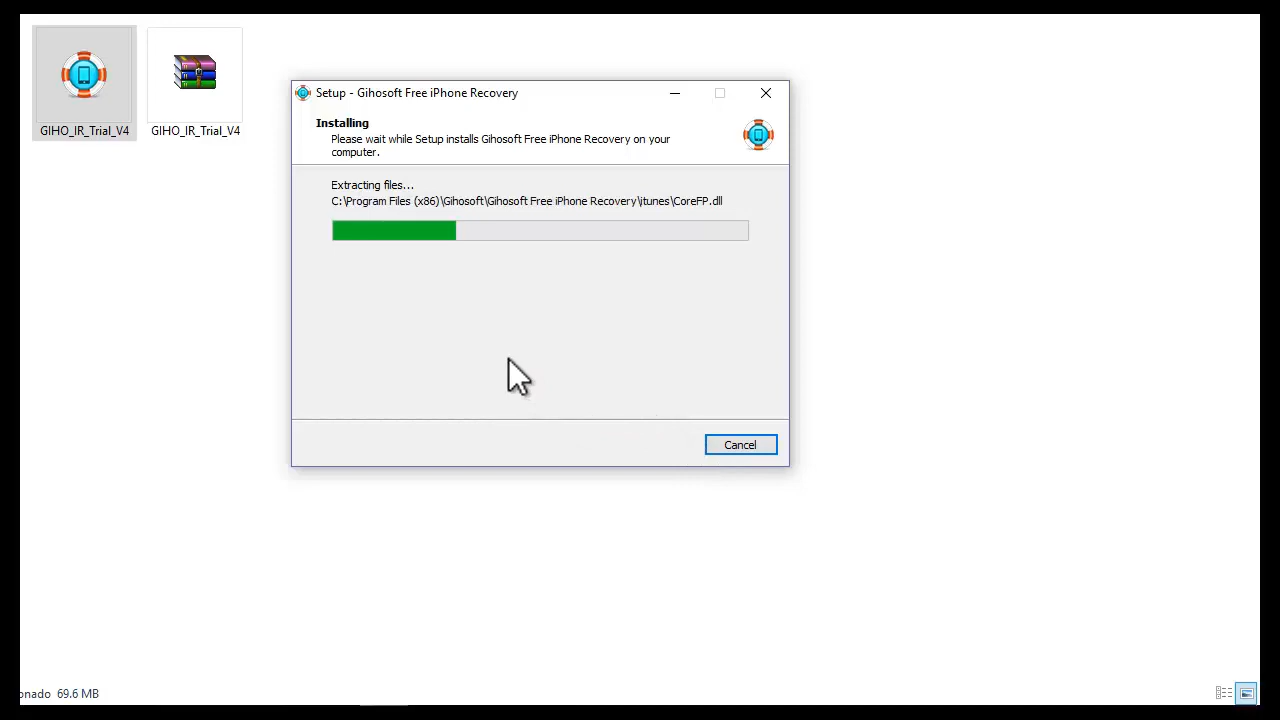 GIHO_IR_Trial_V4
GIHO_IR_Trial_V4
Setup - Gihosoft Free iPhone Recovery
Installing
Please wait while Setup installs Gihosoft Free iPhone Recovery on your
computer.
Extracting files...
C:\Program Files (x86)\Gihosoft\Gihosoft Free iPhone Recovery\itunes\CoreFP.dll
Cancel
onado 69.6 MB